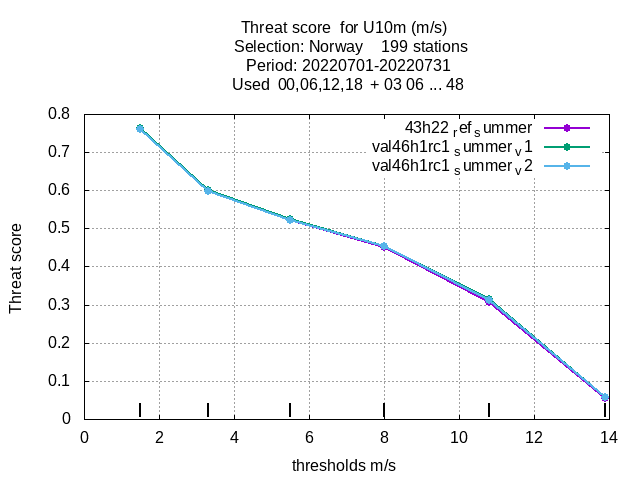 Threat score for U10m (m/s)
Selection: Norway 199 stations
Period: 20220701-20220731
Used 00,06,12,18 + 03 06 ... 48
43h22 ref summer
val46h1rc1 summer v1
val46h1rc1 summer v2
0.8
0.7
0.6
0.5
0.4
0.3
0.2
0.1
0
Threat score
0 2 4 6 8 10 12 14
thresholds m/s